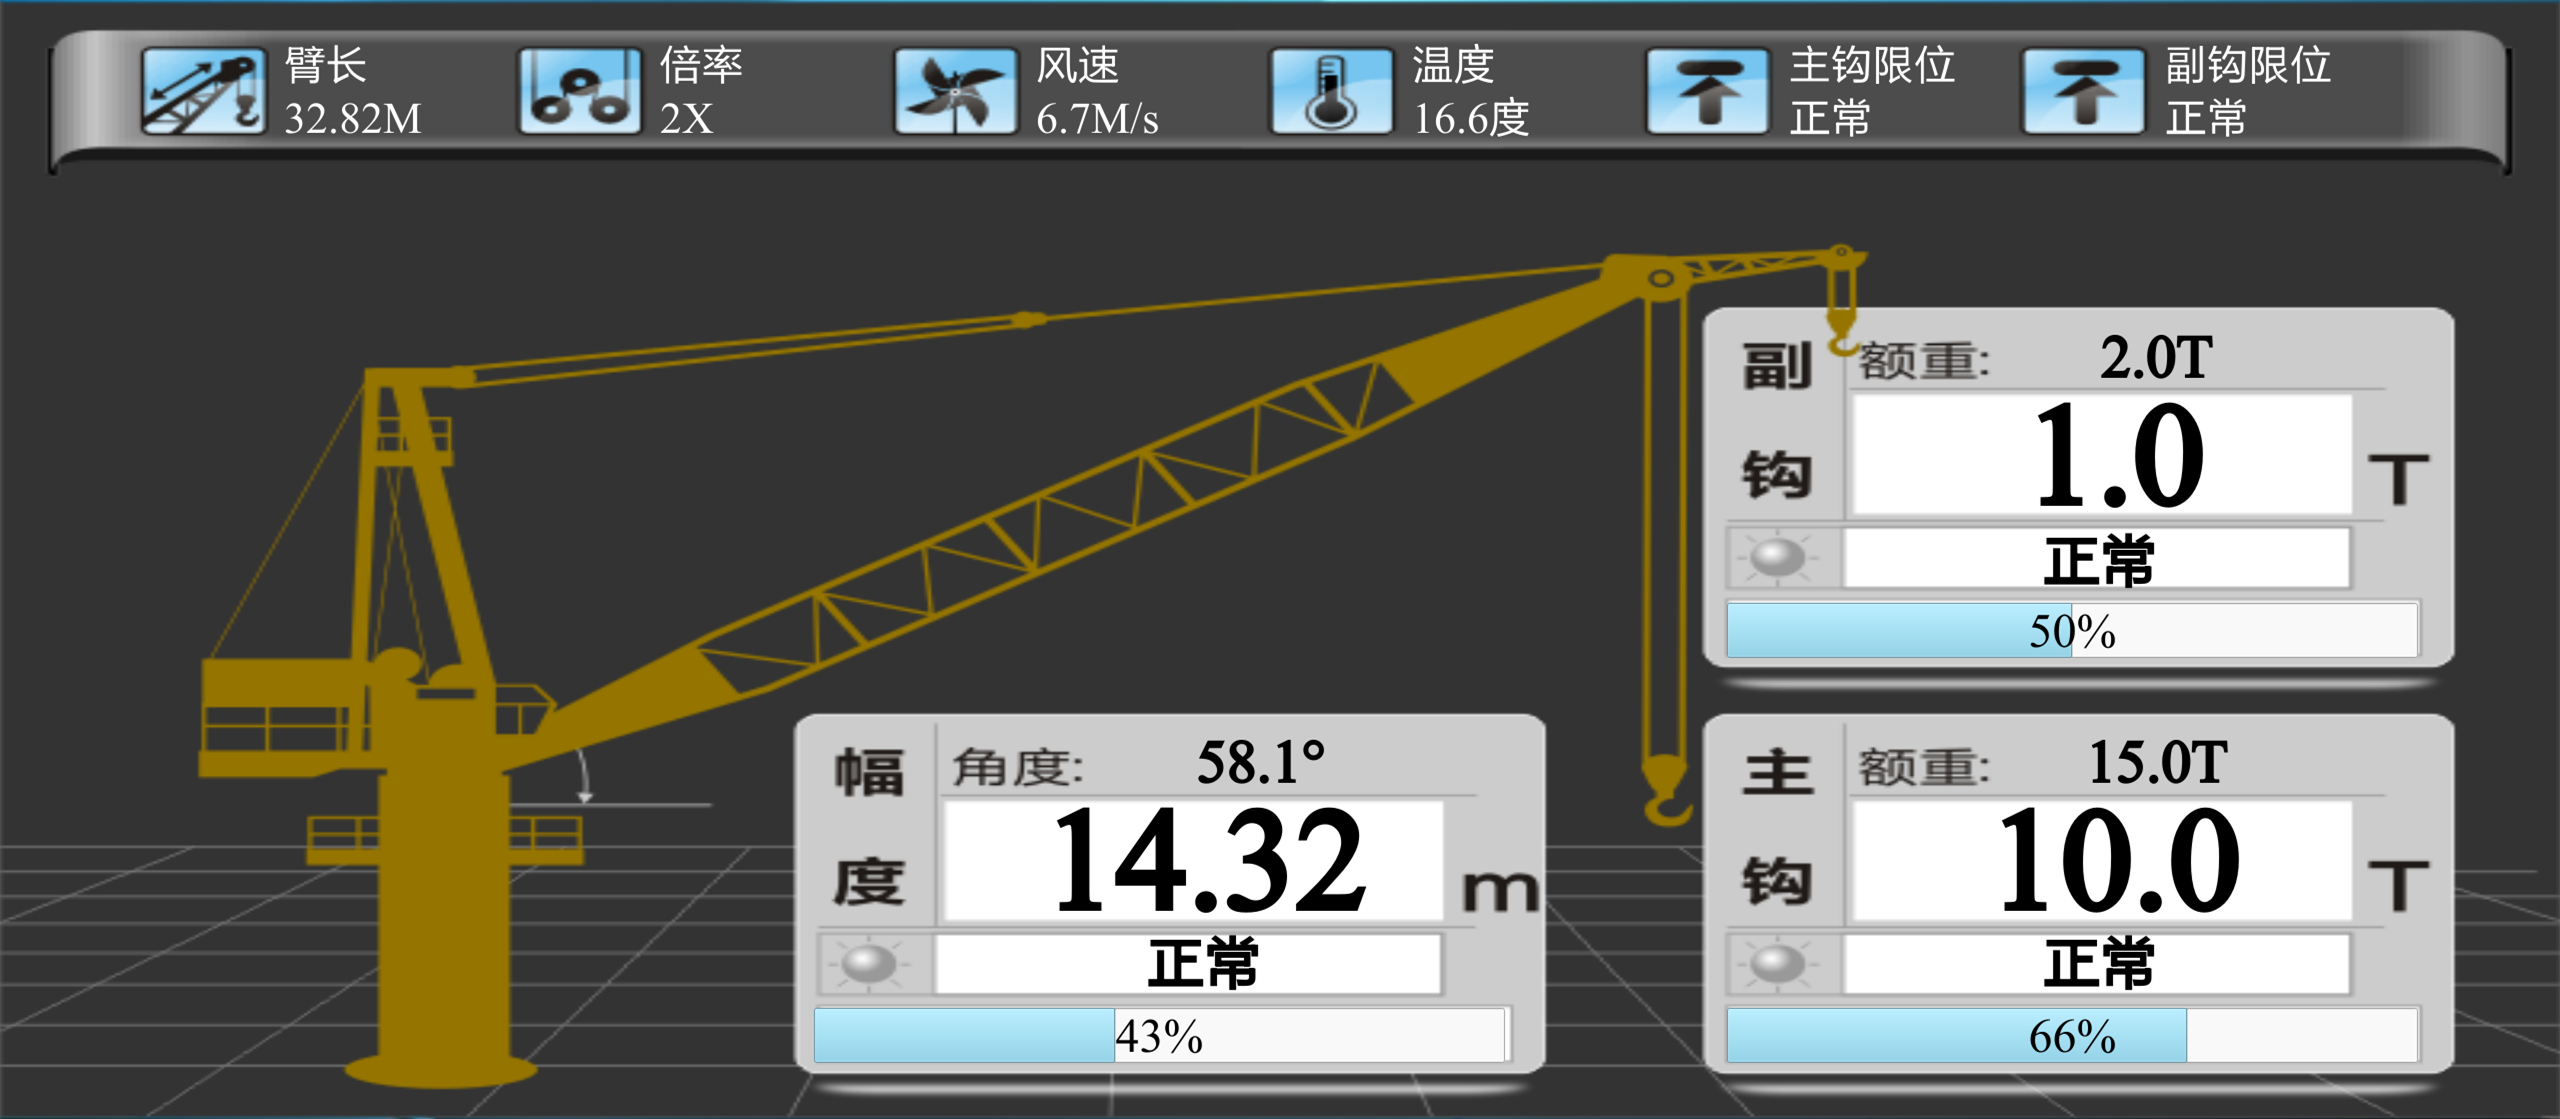 臂长
32.82M
倍率
2X
风速
6.7M/s
温度
16.6度
主钩限位
正常
副钩限位
正常
副钩
额重: 2.0T
1.0 T
正常
50%
幅度
角度: 58.1°
14.32 m
正常
43%
主钩
额重: 15.0T
10.0 T
正常
66%